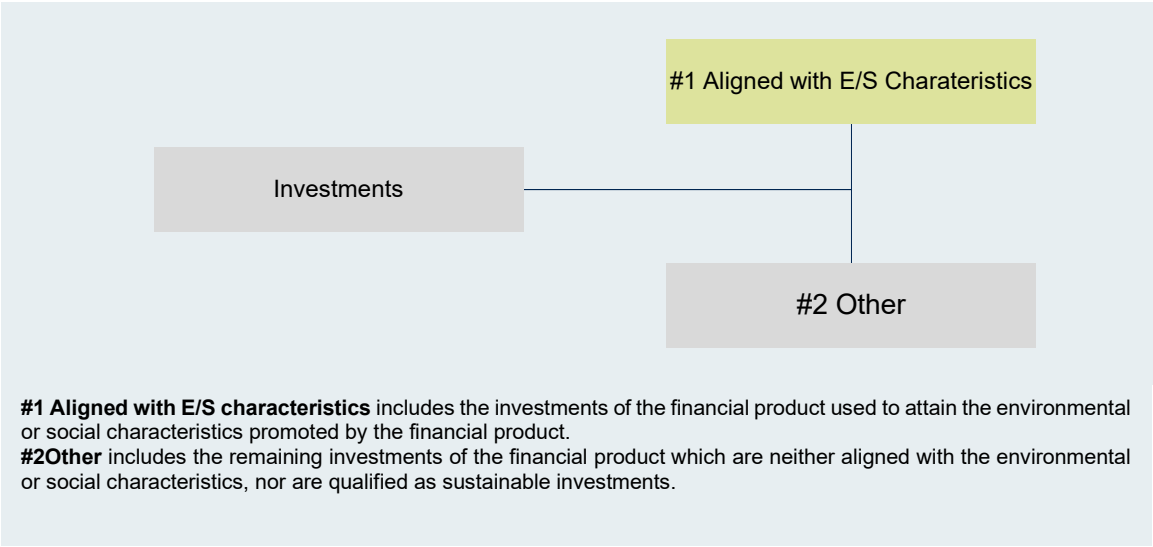 #1 Aligned with E/S Charateristics
Investments
#2 Other
#1 Aligned with E/S characteristics includes the investments of the financial product used to attain the environmental
or social characteristics promoted by the financial product.
#2Other includes the remaining investments of the financial product which are neither aligned with the environmental
or social characteristics, nor are qualified as sustainable investments.